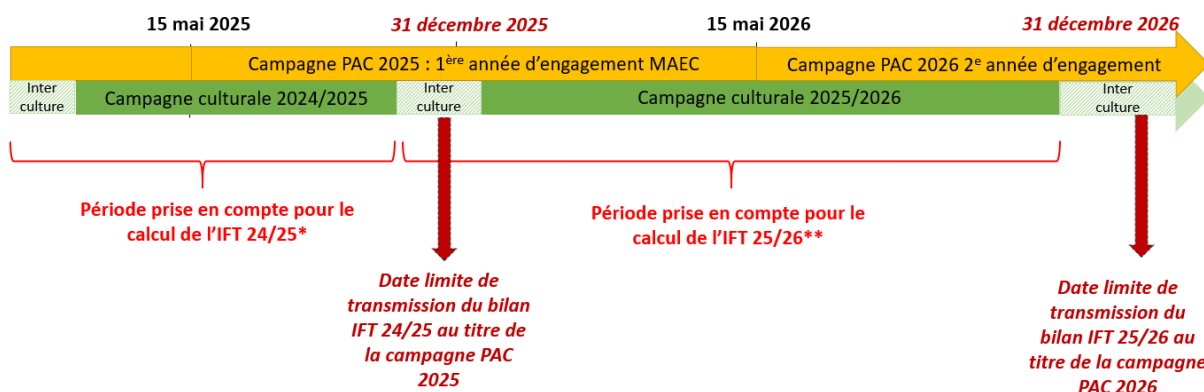 15 mai 2025
31 décembre 2025
15 mai 2026
31 décembre 2026
Campagne PAC 2025 : 1ère année d'engagement MAEC
Campagne PAC 2026 2e année d'engagement
Inter
culture
Campagne culturale 2024/2025
Inter
culture
Campagne culturale 2025/2026
Inter
culture
Période prise en compte pour le
calcul de l'IFT 24/25*
Période prise en compte pour le
calcul de l'IFT 25/26**
Date limite de
transmission du bilan
IFT 24/25 au titre de
la campagne PAC
2025
Date limite de
transmission du
bilan IFT 25/26 au
titre de la campagne
PAC 2026